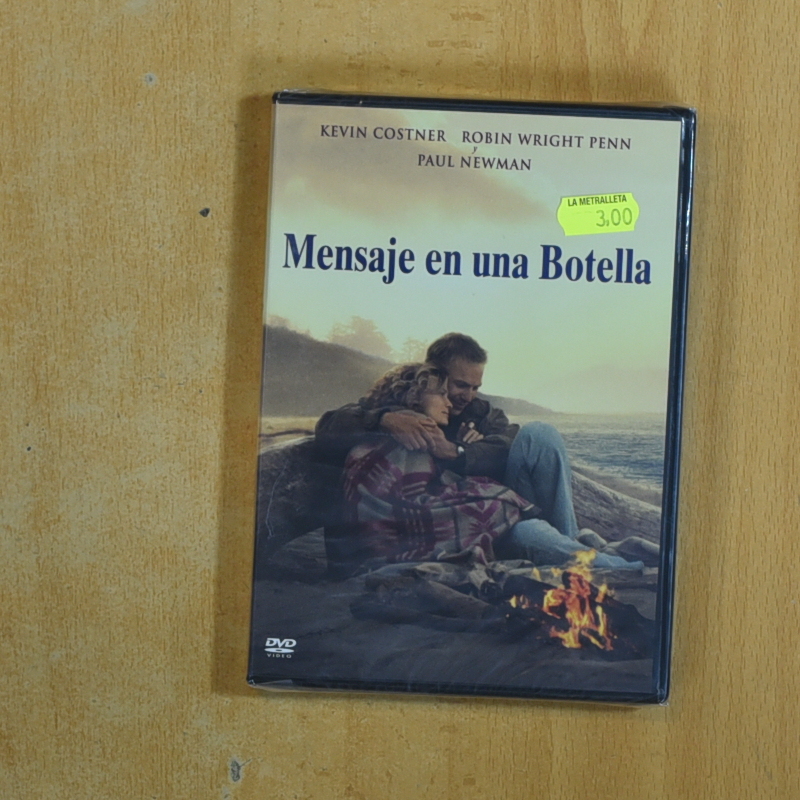 KEVIN COSTNER ROBIN WRIGHT PENN
y
PAUL NEWMAN
LA METRALLETA
3,00
Mensaje en una Botella
DVD
VIDEO